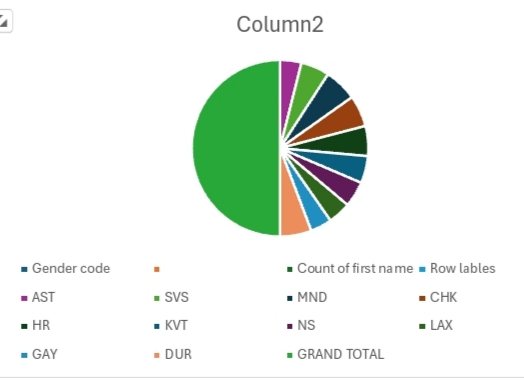 Column2
Gender code Count of first name Row lables
AST SVS MND CHK
HR KVT NS LAX
GAY DUR GRAND TOTAL